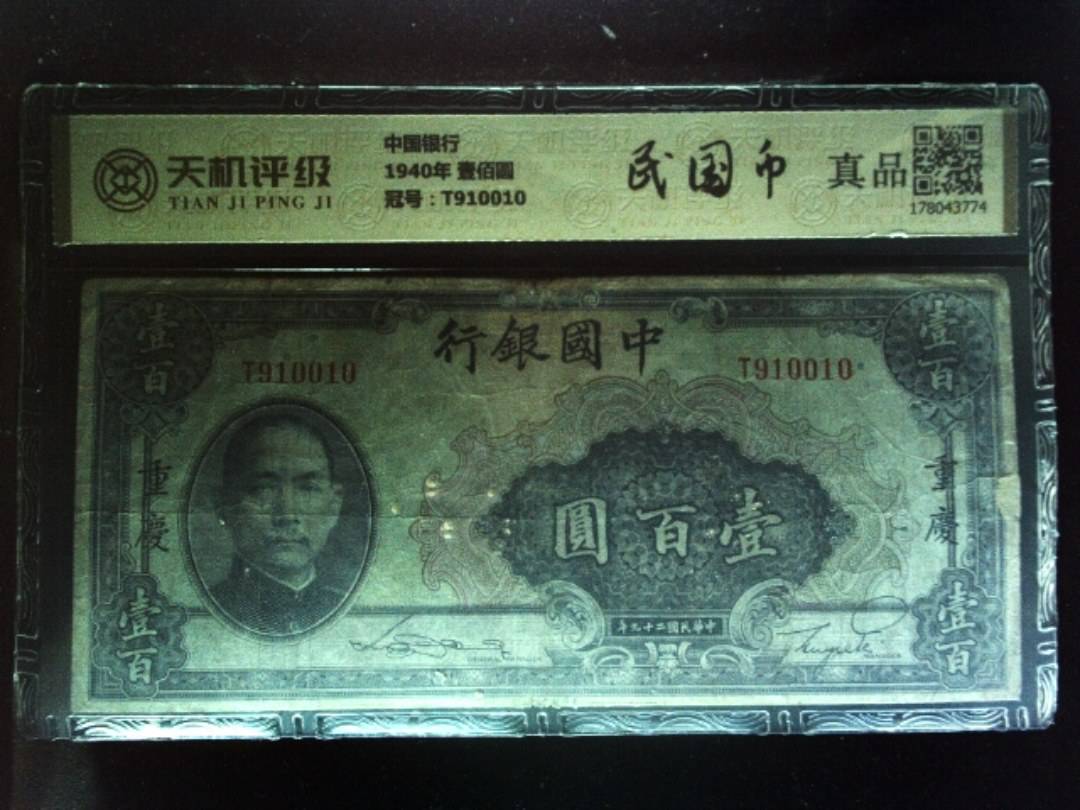 天机评级
TIAN JI PING JI
中国银行
1940年 壹佰圓
冠号：T910010
民国币
真品
178043774
行銀國中
壹百
壹百
T910010
T910010
重慶
重慶
圓百壹
年九十二國民華中
壹百
壹百